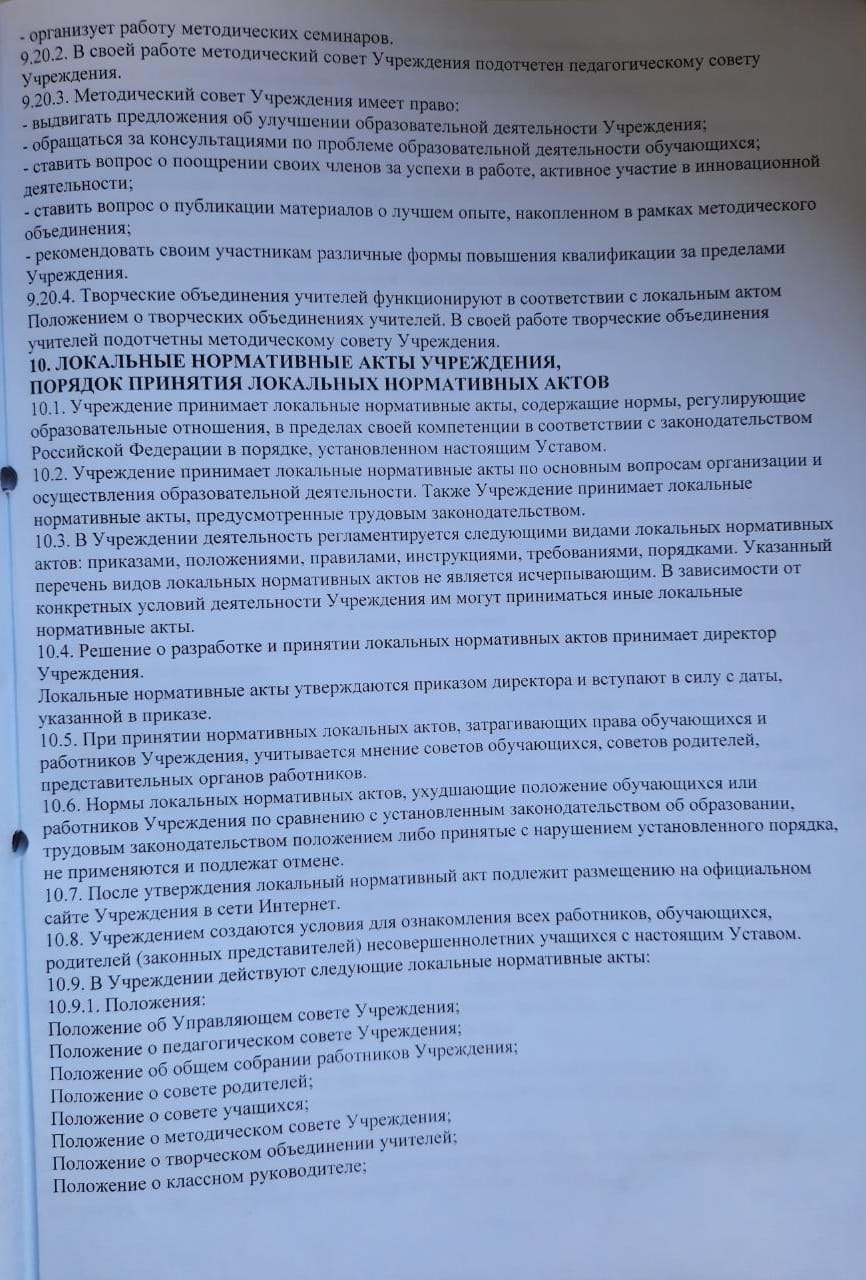 - организует работу методических семинаров.
9.20.2. В своей работе методический совет Учреждения подотчетен педагогическому совету
Учреждения.
9.20.3. Методический совет Учреждения имеет право:
- выдвигать предложения об улучшении образовательной деятельности Учреждения;
- обращаться за консультациями по проблеме образовательной деятельности обучающихся;
- ставить вопрос о поощрении своих членов за успехи в работе, активное участие в инновационной
деятельности;
- ставить вопрос о публикации материалов о лучшем опыте, накопленном в рамках методического
объединения;
- рекомендовать своим участникам различные формы повышения квалификации за пределами
Учреждения.
9.20.4. Творческие объединения учителей функционируют в соответствии с локальным актом
Положением о творческих объединениях учителей. В своей работе творческие объединения
учителей подотчетны методическому совету Учреждения.
10. ЛОКАЛЬНЫЕ НОРМАТИВНЫЕ АКТЫ УЧРЕЖДЕНИЯ,
ПОРЯДОК ПРИНЯТИЯ ЛОКАЛЬНЫХ НОРМАТИВНЫХ АКТОВ
10.1. Учреждение принимает локальные нормативные акты, содержащие нормы, регулирующие
образовательные отношения, в пределах своей компетенции в соответствии с законодательством
Российской Федерации в порядке, установленном настоящим Уставом.
10.2. Учреждение принимает локальные нормативные акты по основным вопросам организации и
осуществления образовательной деятельности. Также Учреждение принимает локальные
нормативные акты, предусмотренные трудовым законодательством.
10.3. В Учреждении деятельность регламентируется следующими видами локальных нормативных
актов: приказами, положениями, правилами, инструкциями, требованиями, порядками. Указанный
перечень видов локальных нормативных актов не является исчерпывающим. В зависимости от
конкретных условий деятельности Учреждения им могут приниматься иные локальные
нормативные акты.
10.4. Решение о разработке и принятии локальных нормативных актов принимает директор
Учреждения.
Локальные нормативные акты утверждаются приказом директора и вступают в силу с даты,
указанной в приказе.
10.5. При принятии нормативных локальных актов, затрагивающих права обучающихся и
работников Учреждения, учитывается мнение советов обучающихся, советов родителей,
представительных органов работников.
10.6. Нормы локальных нормативных актов, ухудшающие положение обучающихся или
работников Учреждения по сравнению с установленным законодательством об образовании,
трудовым законодательством положением либо принятые с нарушением установленного порядка,
не применяются и подлежат отмене.
10.7. После утверждения локальный нормативный акт подлежит размещению на официальном
сайте Учреждения в сети Интернет.
10.8. Учреждением создаются условия для ознакомления всех работников, обучающихся,
родителей (законных представителей) несовершеннолетних учащихся с настоящим Уставом.
10.9. В Учреждении действуют следующие локальные нормативные акты:
10.9.1. Положения:
Положение об Управляющем совете Учреждения;
Положение о педагогическом совете Учреждения;
Положение об общем собрании работников Учреждения;
Положение о совете родителей;
Положение о совете учащихся;
Положение о методическом совете Учреждения;
Положение о творческом объединении учителей;
Положение о классном руководителе;